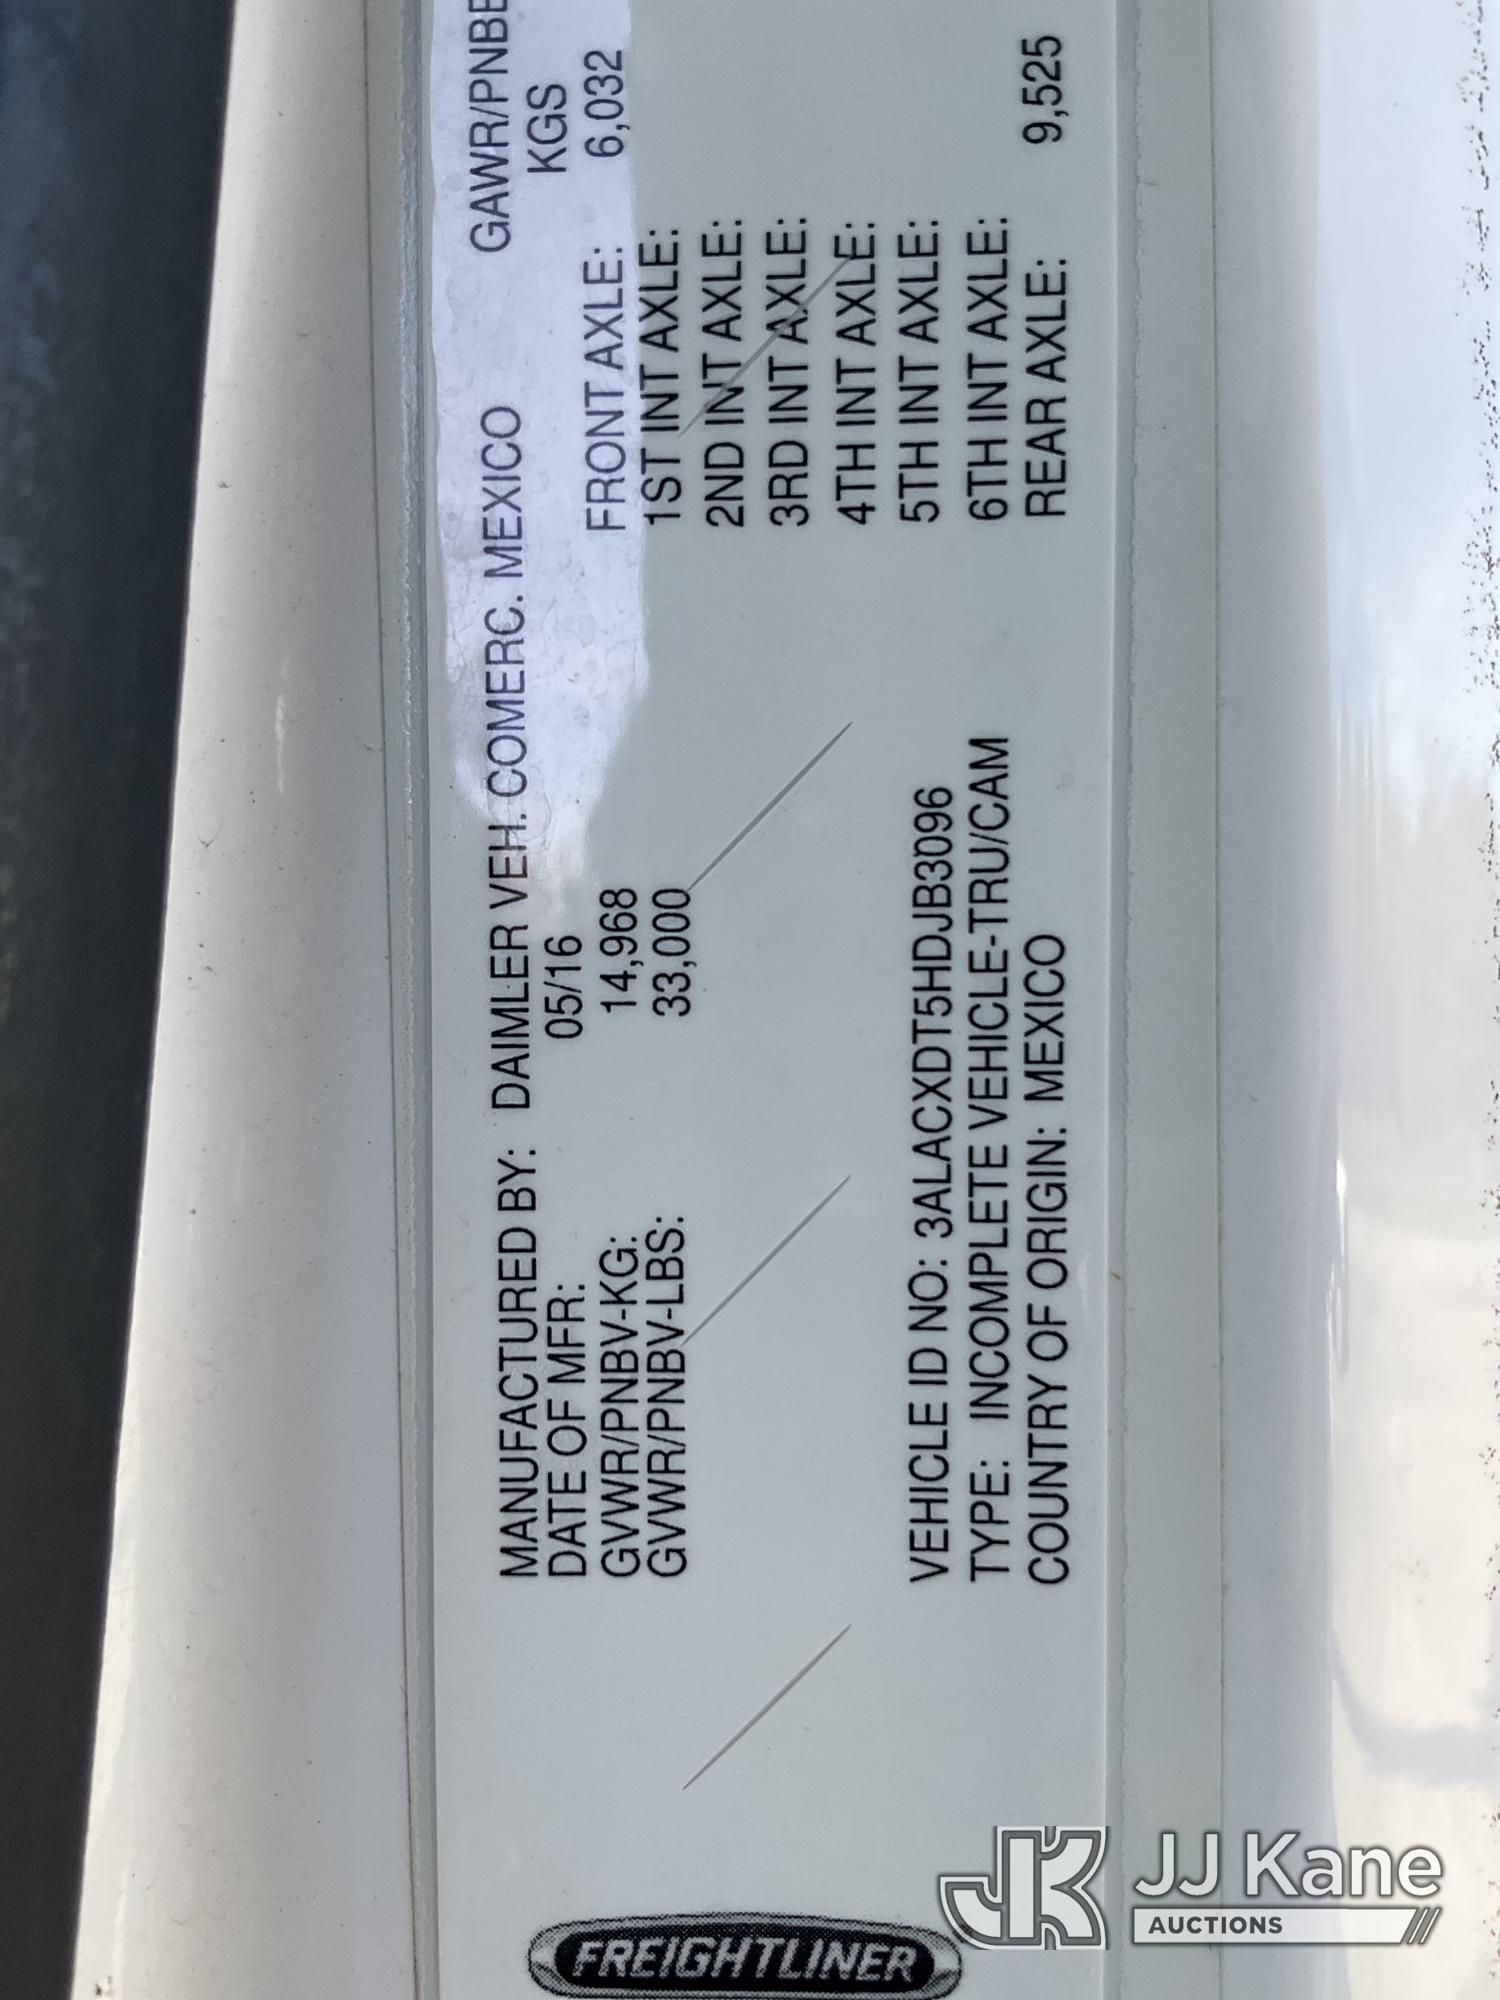 FREIGHTLINER
MANUFACTURED BY: DAIMLER VEH. COMERC. MEXICO
DATE OF MFR: 05/16
GVWR/PNBV-KG: 14,968
GVWR/PNBV-LBS: 33,000
VEHICLE ID NO: 3ALACXDT5HDJB3096
TYPE: INCOMPLETE VEHICLE-TRU/CAM
COUNTRY OF ORIGIN: MEXICO
KGS
FRONT AXLE: 6,032
1ST INT AXLE:
2ND INT AXLE:
3RD INT AXLE:
4TH INT AXLE:
5TH INT AXLE:
6TH INT AXLE:
REAR AXLE: 9,525
JK JJ Kane
AUCTIONS